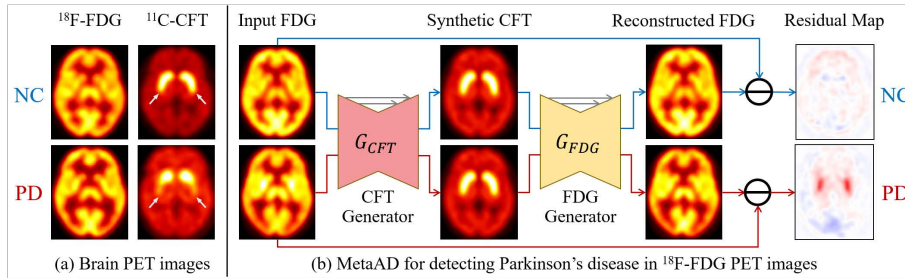 ¹⁸F-FDG ¹¹C-CFT
NC
PD
(a) Brain PET images
Input FDG Synthetic CFT Reconstructed FDG Residual Map
NC
G_CFT G_FDG
CFT Generator
FDG Generator
PD
(b) MetaAD for detecting Parkinson's disease in ¹⁸F-FDG PET images